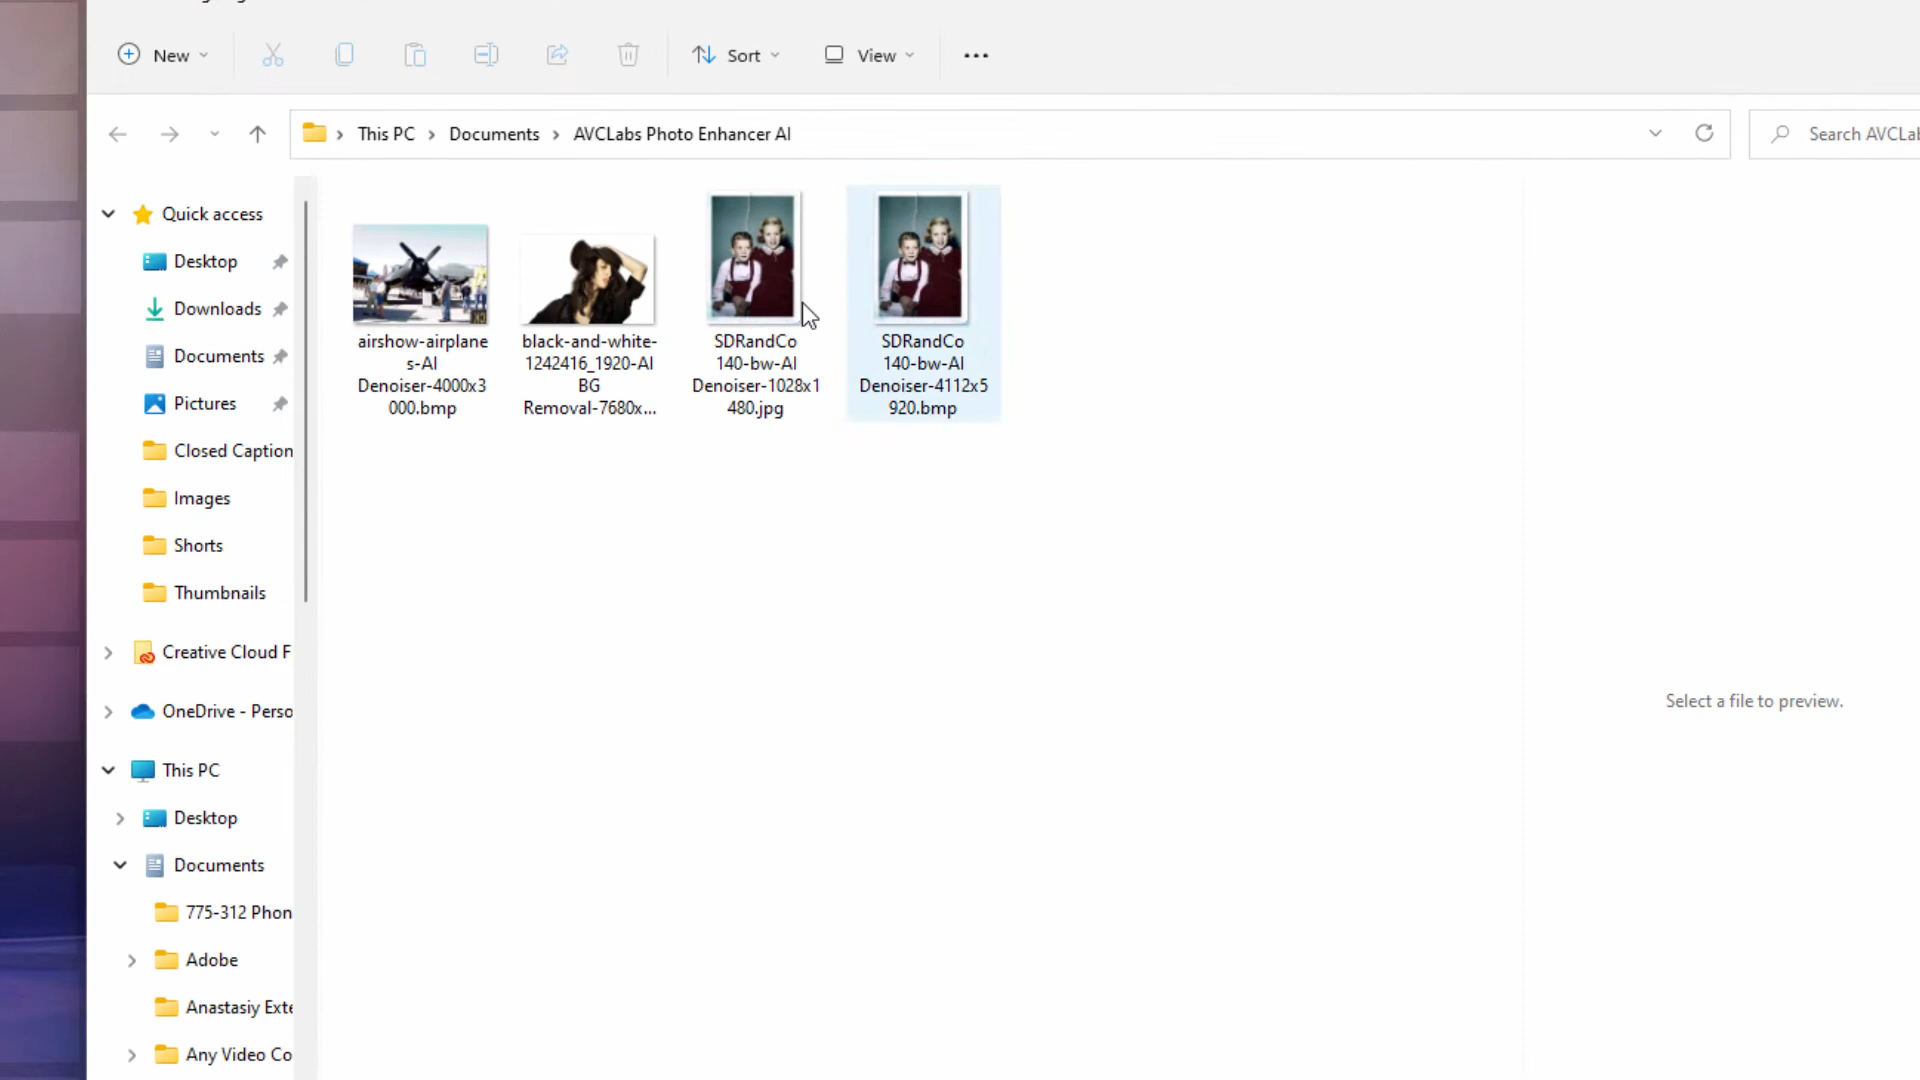 New
Sort
View
This PC
Documents
AVCLabs Photo Enhancer AI
Search AVCLab
Quick access
Desktop
Downloads
Documents
Pictures
Closed Caption
Images
Shorts
Thumbnails
Creative Cloud F
OneDrive - Perso
This PC
Desktop
Documents
775-312 Phon
Adobe
Anastasiy Exte
Any Video Co
airshow-airplane
s-AI
Denoiser-4000x3
000.bmp
black-and-white-
1242416_1920-AI
BG
Removal-7680x...
SDRandCo
140-bw-AI
Denoiser-1028x1
480.jpg
SDRandCo
140-bw-AI
Denoiser-4112x5
920.bmp
Select a file to preview.